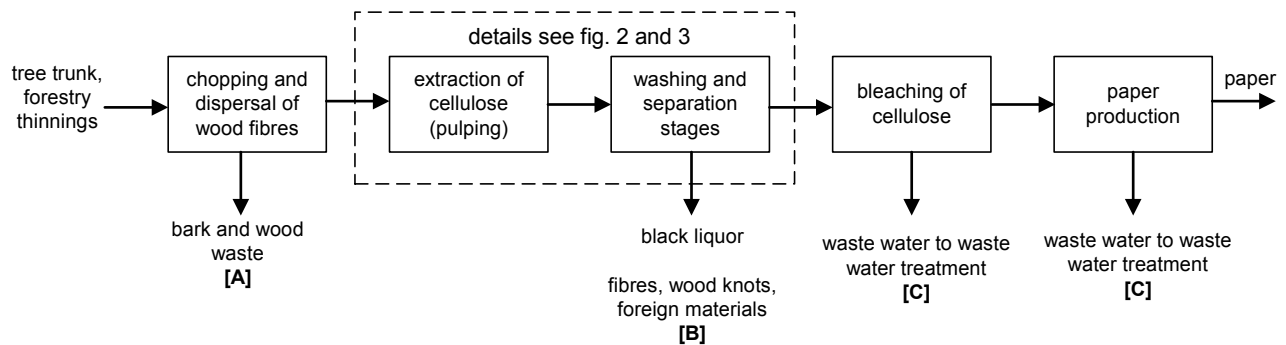 details see fig. 2 and 3
tree trunk,
forestry
thinnings
chopping and
dispersal of
wood fibres
extraction of
cellulose
(pulping)
washing and
separation
stages
bleaching of
cellulose
paper
production
paper
bark and wood
waste
[A]
black liquor
fibres, wood knots,
foreign materials
[B]
waste water to waste
water treatment
[C]
waste water to waste
water treatment
[C]